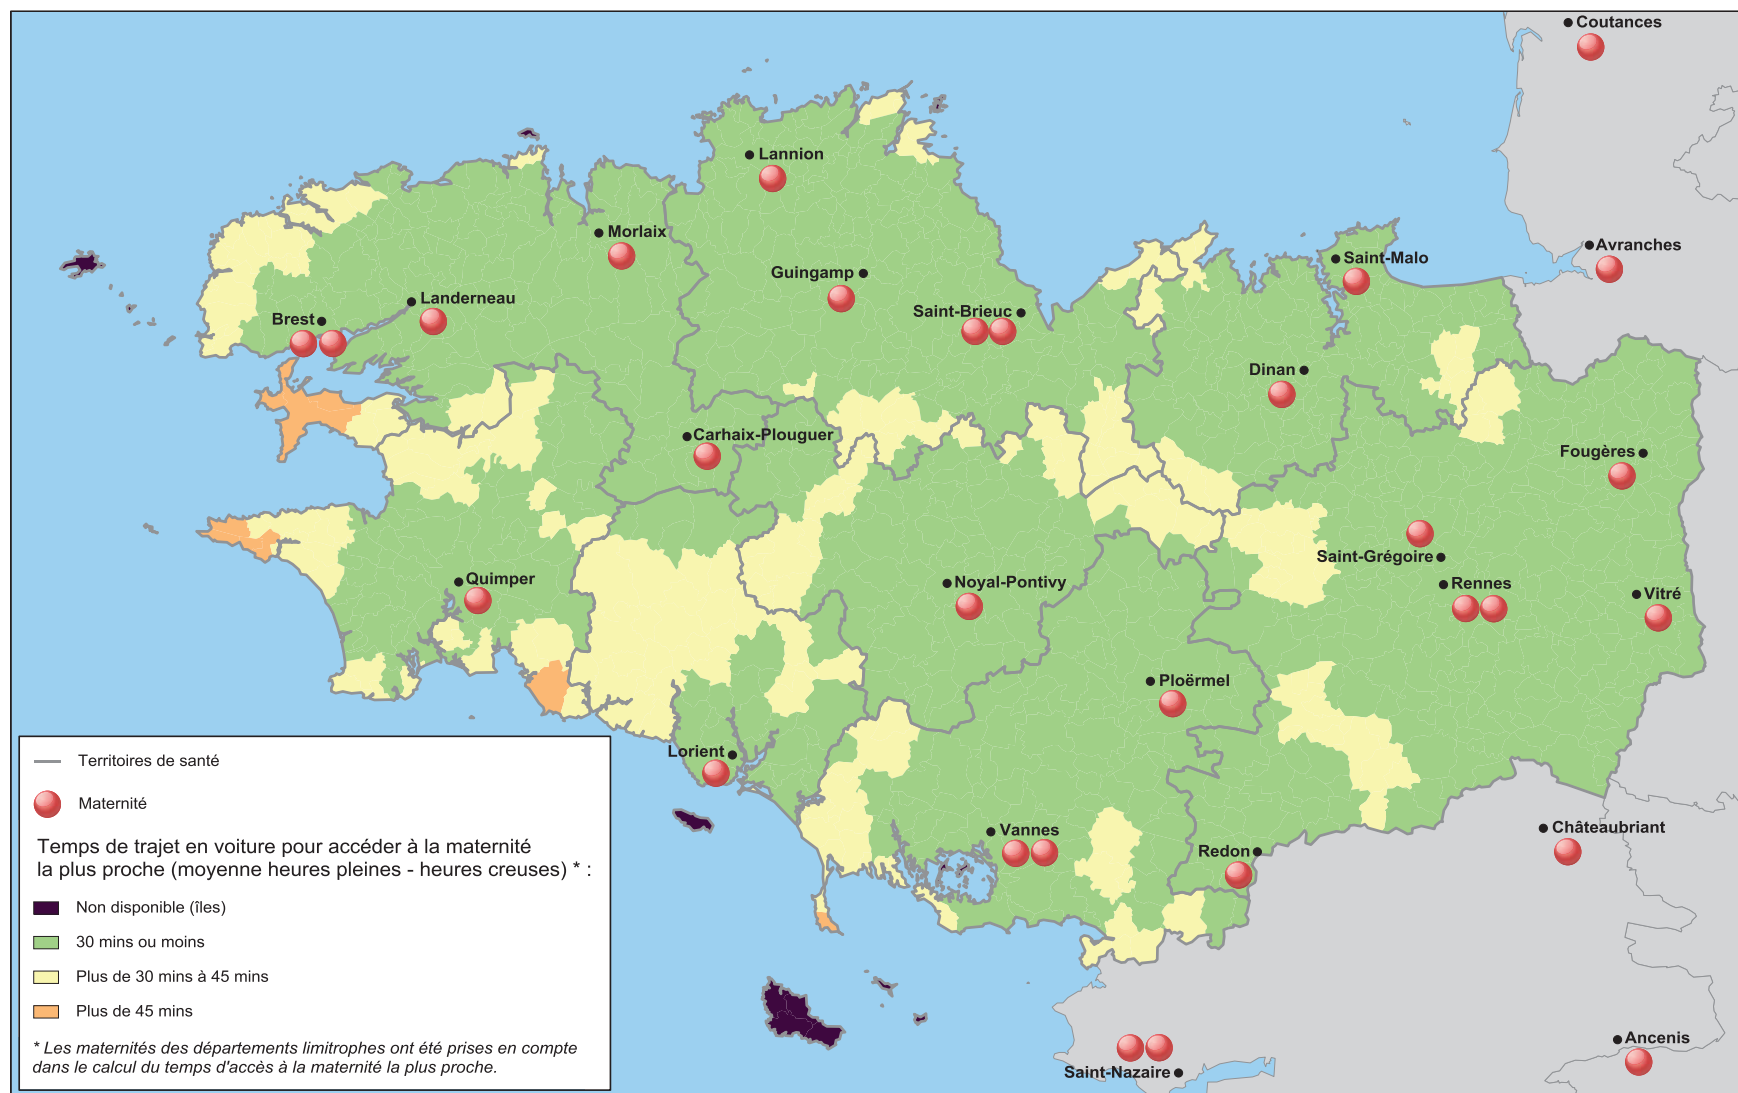 Coutances
Lannion
Morlaix
Avranches
Saint-Malo
Guingamp
Landerneau
Saint-Brieuc
Brest
Dinan
Carhaix-Plouguer
Fougères
Saint-Grégoire
Quimper
Noyal-Pontivy
Rennes
Vitré
Ploërmel
Lorient
Vannes
Châteaubriant
Redon
Ancenis
Saint-Nazaire
Territoires de santé
Maternité
Temps de trajet en voiture pour accéder à la maternité
la plus proche (moyenne heures pleines - heures creuses) * :
Non disponible (îles)
30 mins ou moins
Plus de 30 mins à 45 mins
Plus de 45 mins
* Les maternités des départements limitrophes ont été prises en compte
dans le calcul du temps d'accès à la maternité la plus proche.